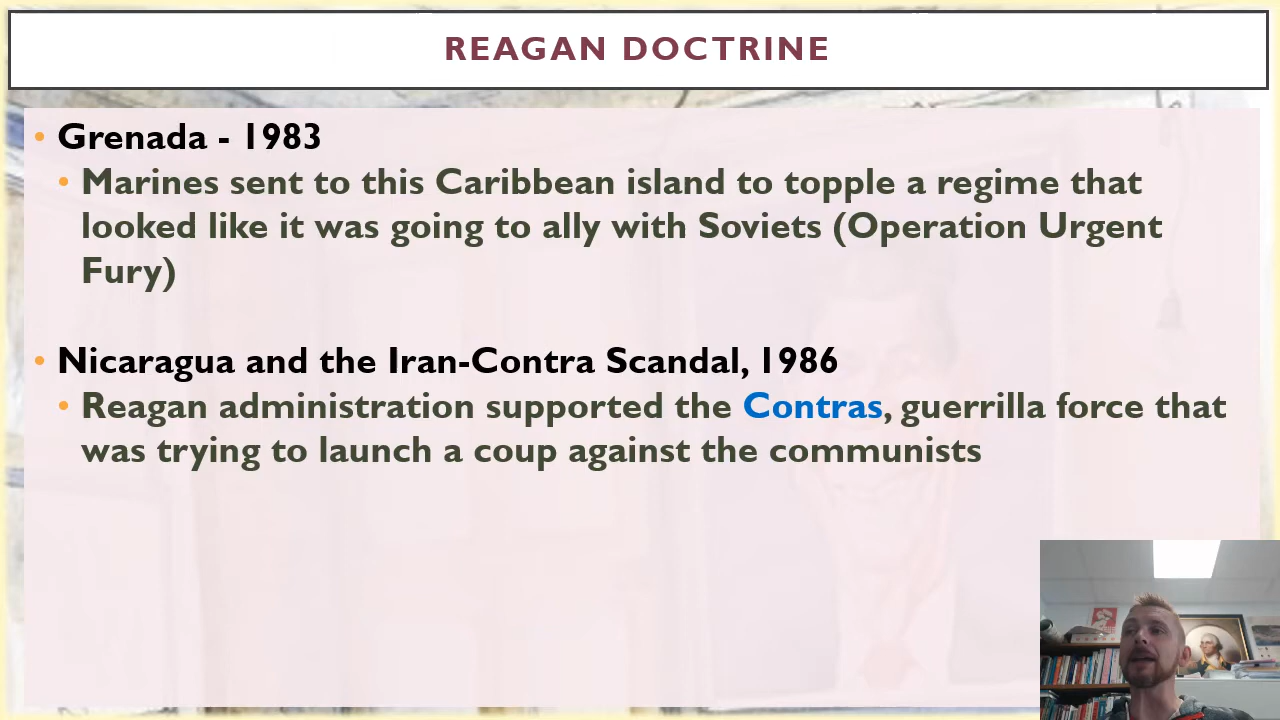 REAGAN DOCTRINE
• Grenada - 1983
• Marines sent to this Caribbean island to topple a regime that
looked like it was going to ally with Soviets (Operation Urgent
Fury)
• Nicaragua and the Iran-Contra Scandal, 1986
• Reagan administration supported the Contras, guerrilla force that
was trying to launch a coup against the communists